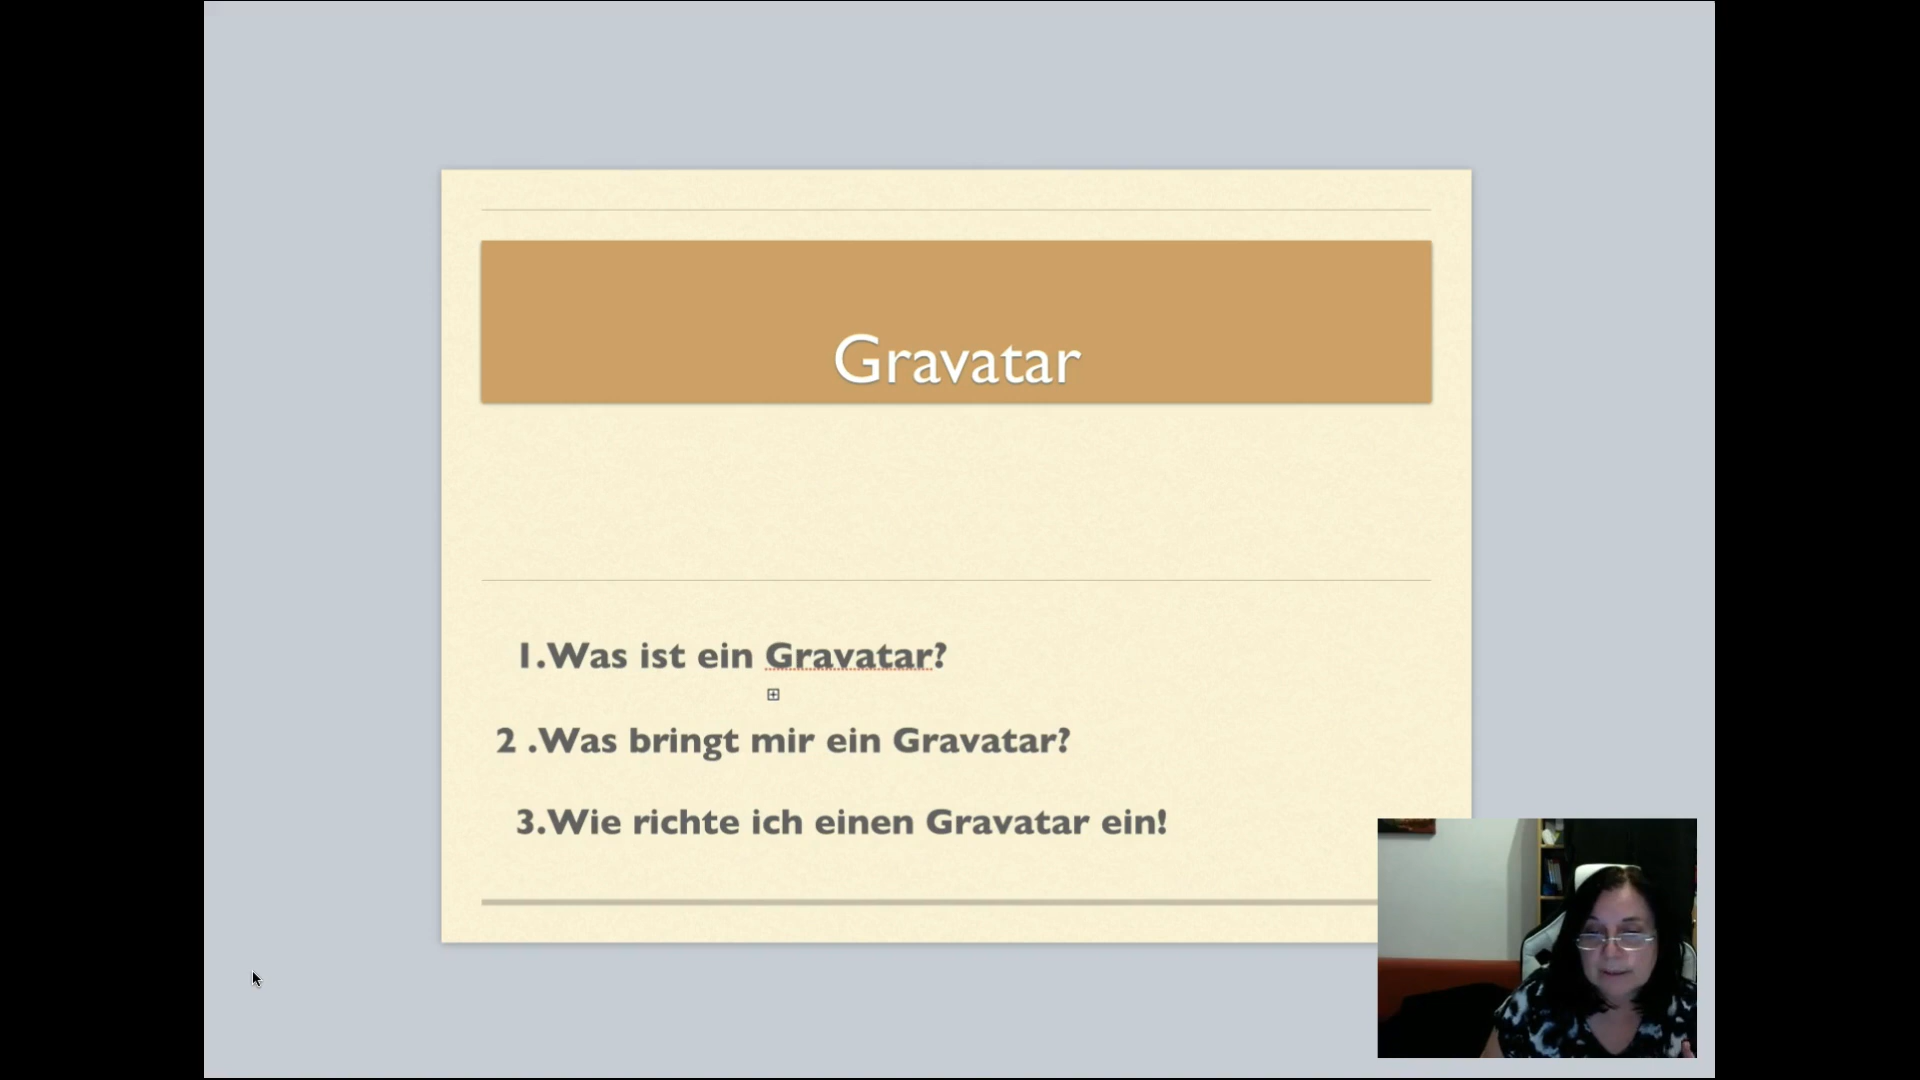 Gravatar
1.Was ist ein Gravatar?
2 .Was bringt mir ein Gravatar?
3.Wie richte ich einen Gravatar ein!